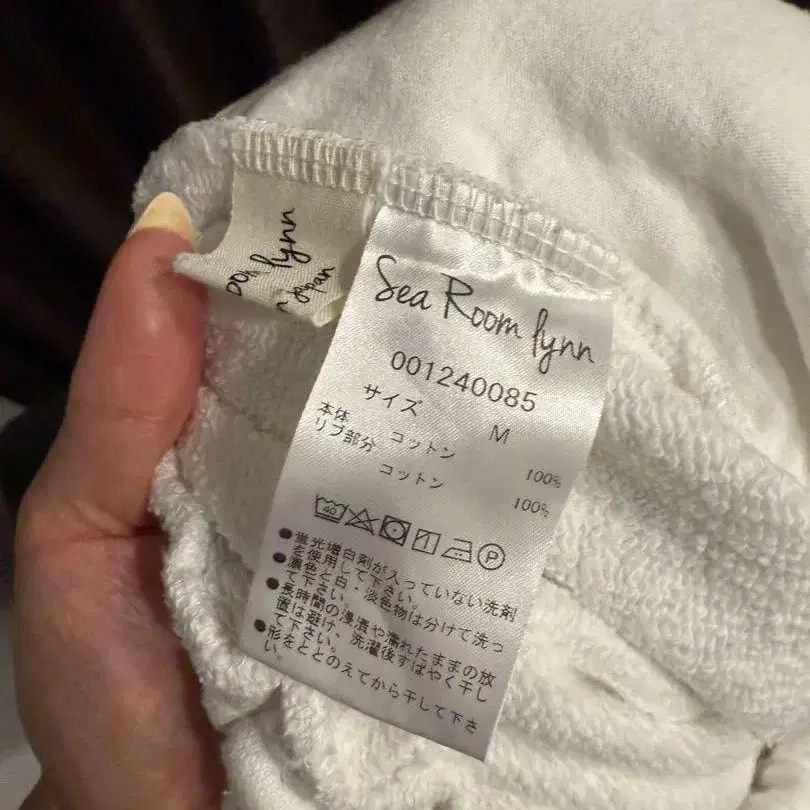 oom lynn
japan
Sea Room lynn
001240085
サイズ M
本体 コットン 100%
リブ部分 コットン 100%
40
P
●蛍光増白剤が入っていない洗剤
を使用して下さい。
●濃色と白・淡色物は分けて洗っ
て下さい。
●長時間の浸漬や濡れたままの放
置は避け、洗濯後すばやく干し
て下さい。
●形をととのえてから干して下さ
い。